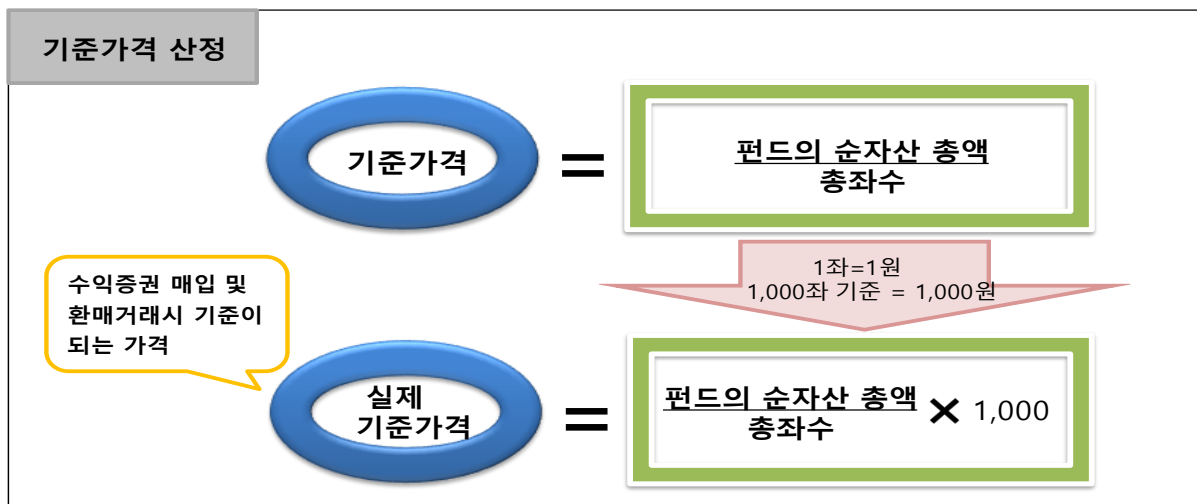 기준가격 산정
기준가격
=
펀드의 순자산 총액
총좌수
1좌=1원
1,000좌 기준 = 1,000원
수익증권 매입 및
환매거래시 기준이
되는 가격
실제
기준가격
=
펀드의 순자산 총액
총좌수
× 1,000